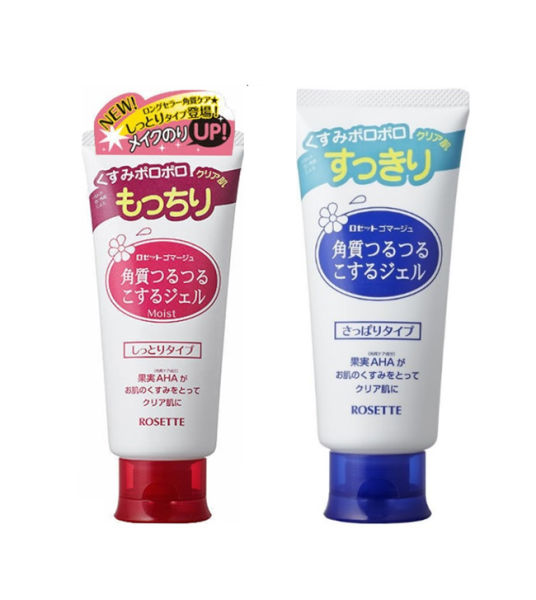 NEW!
ロングセラー角質ケア★
しっとりタイプ登場!
メイクのり UP!
くすみポロポロ
クリア肌
もっちり
ロゼット ゴマージュ
角質つるつる
こするジェル
Moist
しっとりタイプ
果実AHAが
お肌のくすみをとって
クリア肌に
ROSETTE
くすみポロポロ
クリア肌
すっきり
ロゼット ゴマージュ
角質つるつる
こするジェル
さっぱりタイプ
果実AHAが
お肌のくすみをとって
クリア肌に
ROSETTE